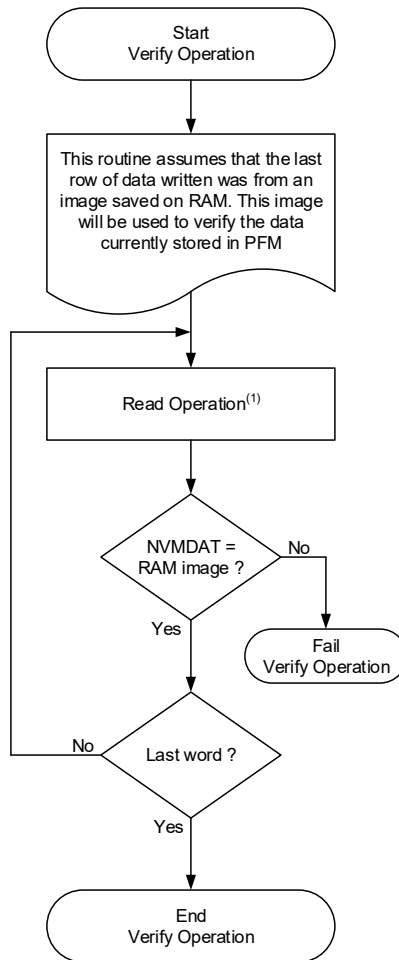 Start
Verify Operation
This routine assumes that the last
row of data written was from an
image saved on RAM. This image
will be used to verify the data
currently stored in PFM
Read Operation(1)
NVMDAT =
RAM image ?
No
Yes
Fail
Verify Operation
Last word ?
No
Yes
End
Verify Operation